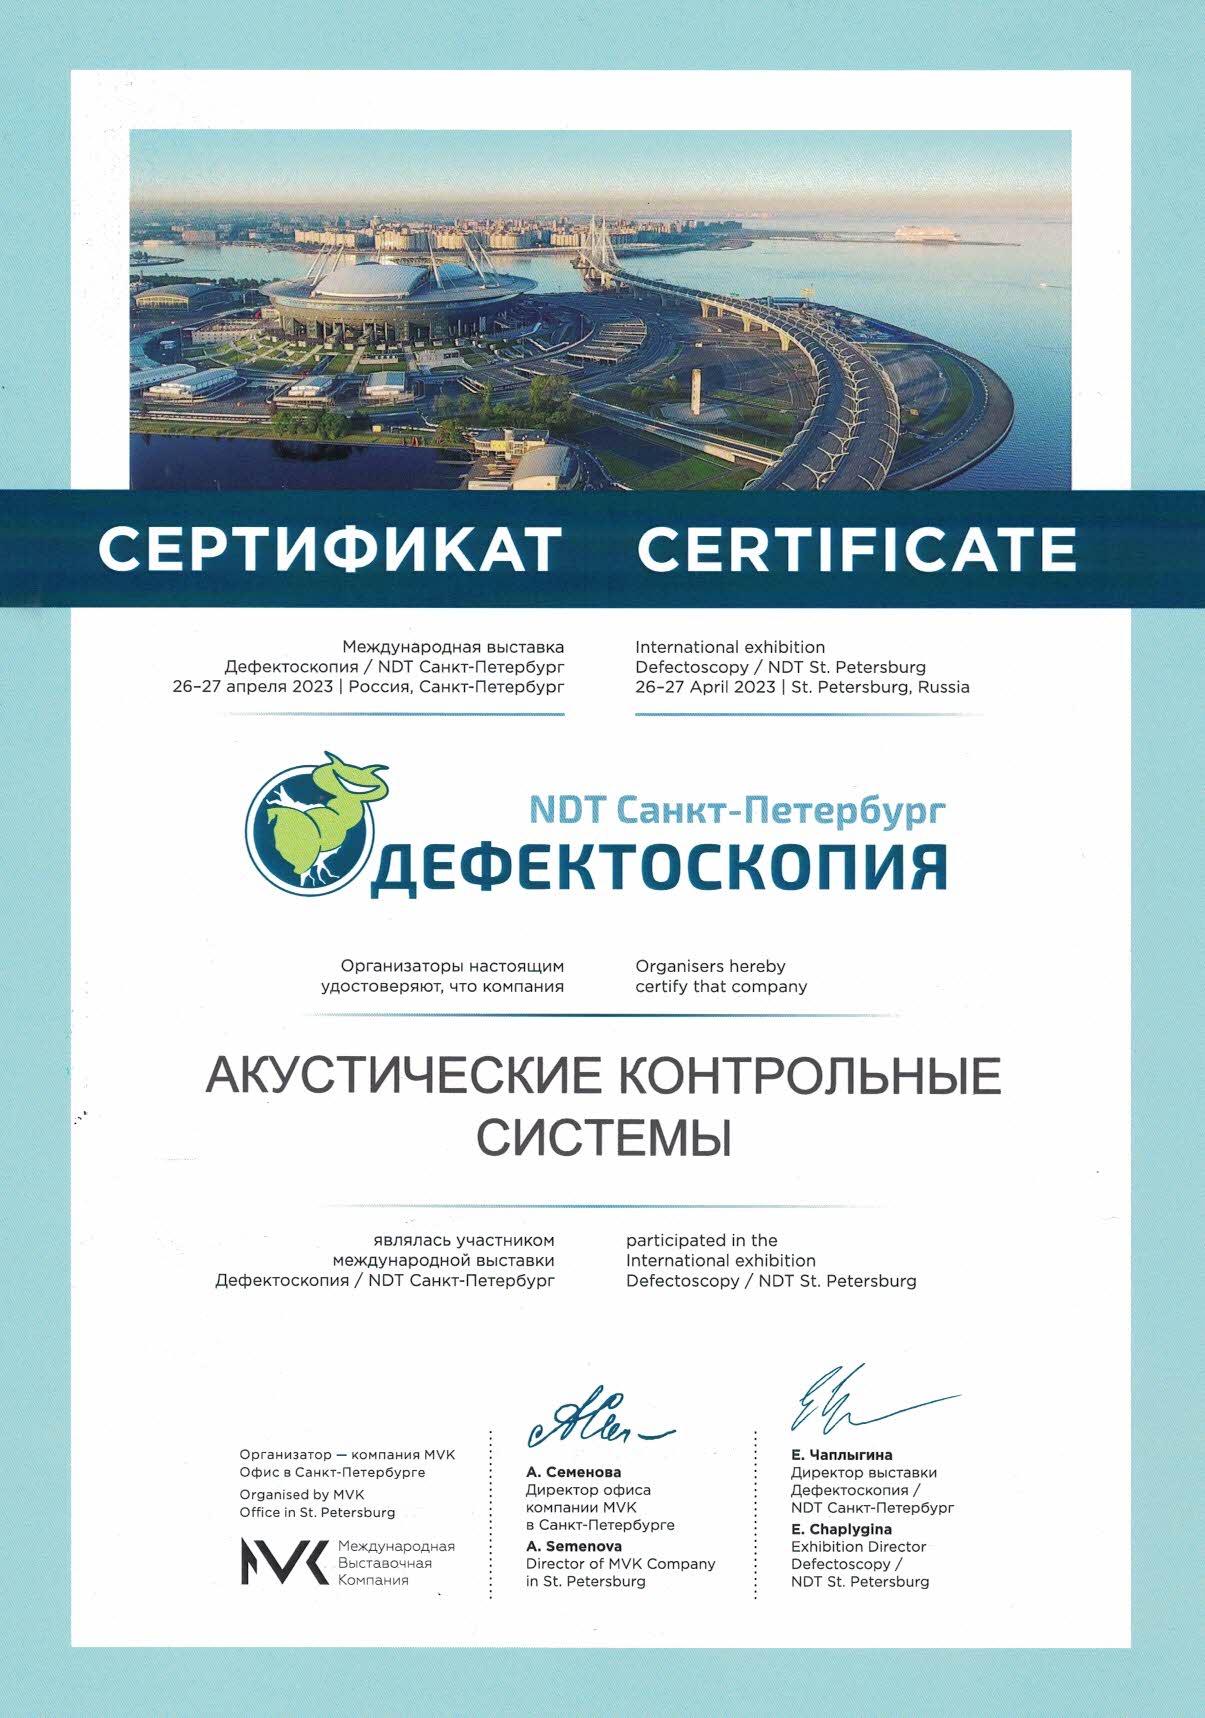 СЕРТИФИКАТ CERTIFICATE
Международная выставка
Дефектоскопия / NDT Санкт-Петербург
26–27 апреля 2023 | Россия, Санкт-Петербург
International exhibition
Defectoscopy / NDT St. Petersburg
26–27 April 2023 | St. Petersburg, Russia
NDT Санкт-Петербург
ДЕФЕКТОСКОПИЯ
Организаторы настоящим
удостоверяют, что компания
Organisers hereby
certify that company
АКУСТИЧЕСКИЕ КОНТРОЛЬНЫЕ
СИСТЕМЫ
являлась участником
международной выставки
Дефектоскопия / NDT Санкт-Петербург
participated in the
International exhibition
Defectoscopy / NDT St. Petersburg
Организатор — компания MVK
Офис в Санкт-Петербурге
Organised by MVK
Office in St. Petersburg
MVK
Международная
Выставочная
Компания
А. Семенова
Директор офиса
компании MVK
в Санкт-Петербурге
A. Semenova
Director of MVK Company
in St. Petersburg
Е. Чаплыгина
Директор выставки
Дефектоскопия /
NDT Санкт-Петербург
E. Chaplygina
Exhibition Director
Defectoscopy /
NDT St. Petersburg